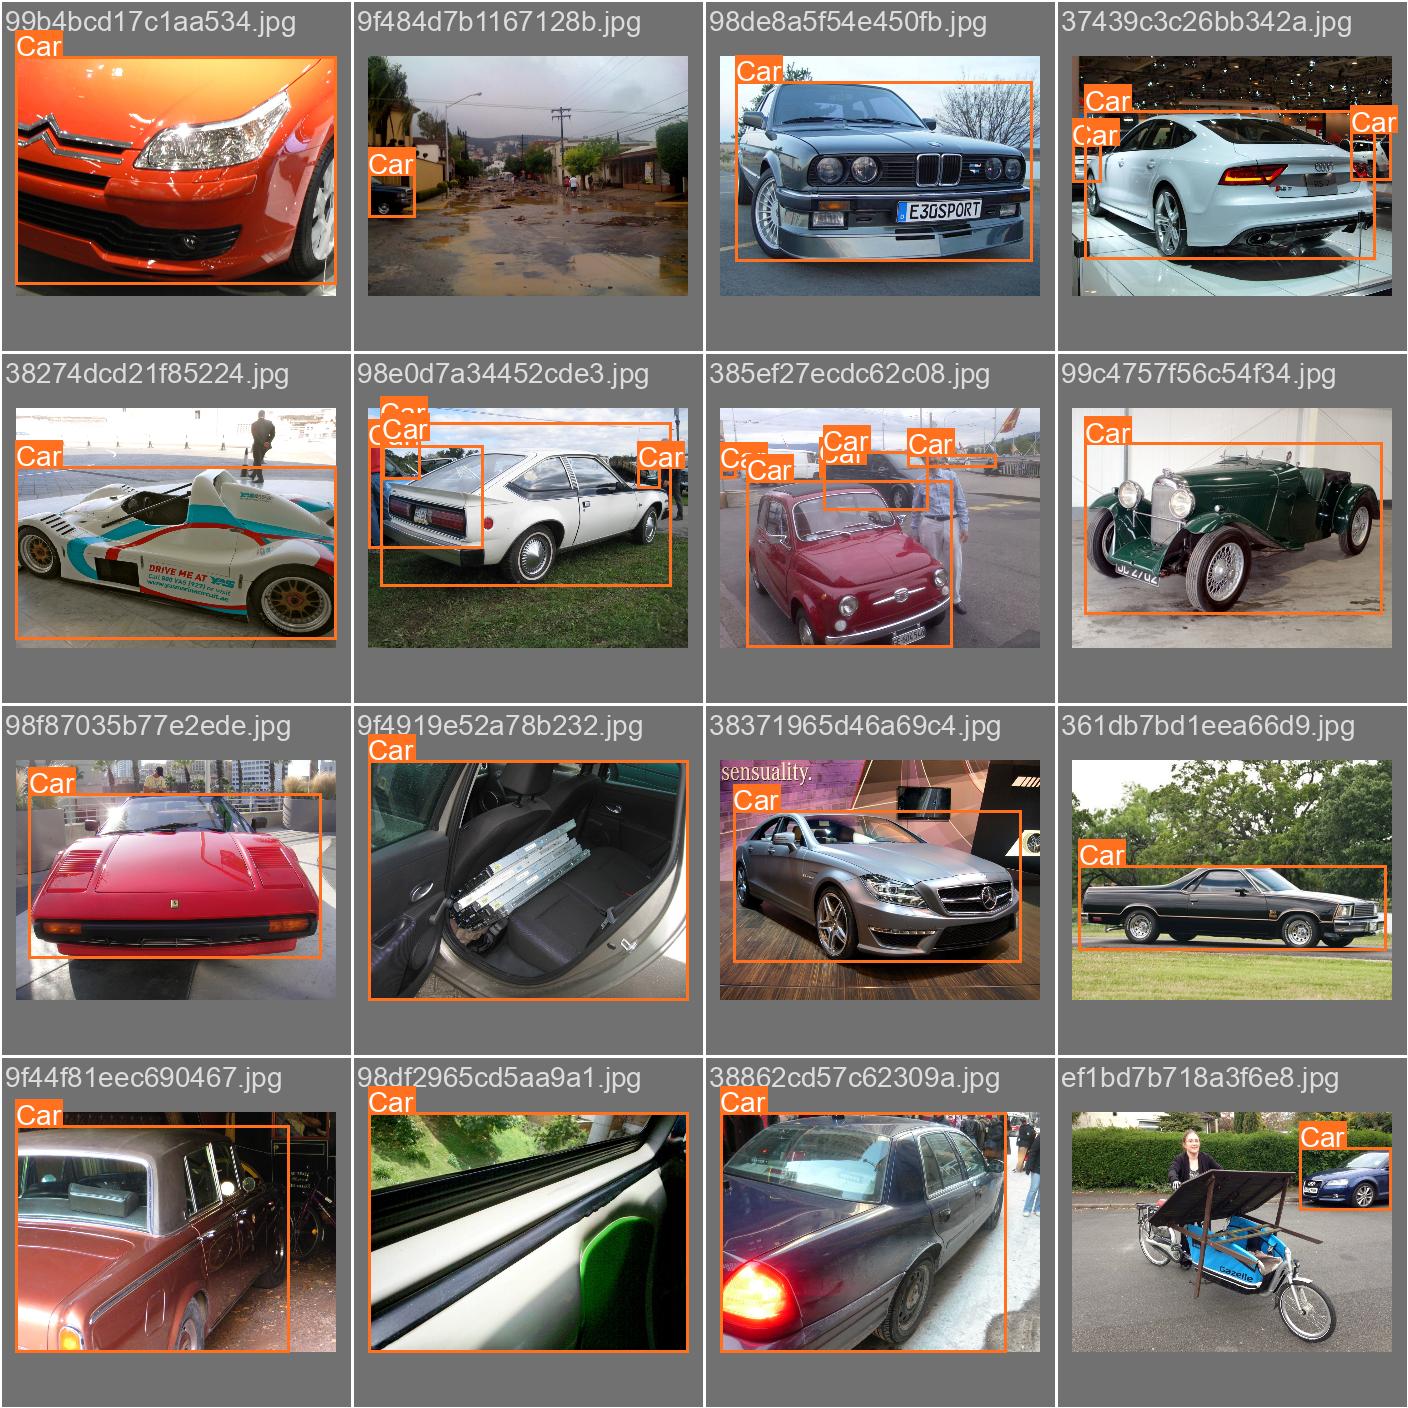 99b4bcd17c1aa534.jpg
9f484d7b1167128b.jpg
98de8a5f54e450fb.jpg
37439c3c26bb342a.jpg
Car
Car
Car
E30SPORT
Car
Car
Car
38274dcd21f85224.jpg
98e0d7a34452cde3.jpg
385ef27ecdc62c08.jpg
99c4757f56c54f34.jpg
Car
DRIVE ME AT YAS
Car
Car
Car
Car
Car
Car
Car
Car
Car
Car
98f87035b77e2ede.jpg
9f4919e52a78b232.jpg
38371965d46a69c4.jpg
361db7bd1eea66d9.jpg
Car
Car
sensuality.
Car
Car
9f44f81eec690467.jpg
98df2965cd5aa9a1.jpg
38862cd57c62309a.jpg
ef1bd7b718a3f6e8.jpg
Car
Car
Car
Car
Gazelle